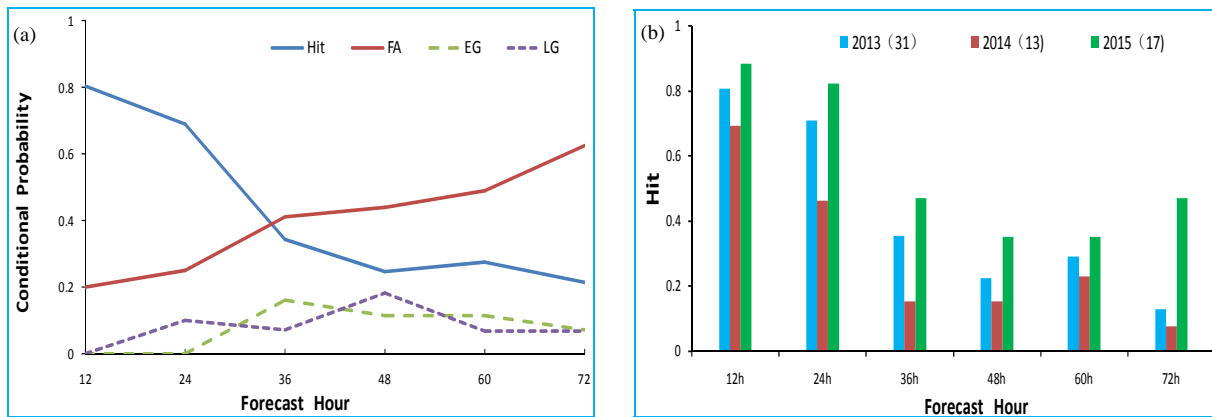 (a)
Hit FA EG LG
Conditional Probability
1
0.8
0.6
0.4
0.2
0
12 24 36 48 60 72
Forecast Hour
(b)
2013 （31） 2014 （13) 2015 （17)
Hit
1
0.8
0.6
0.4
0.2
0
12h 24h 36h 48h 60h 72h
Forecast Hour